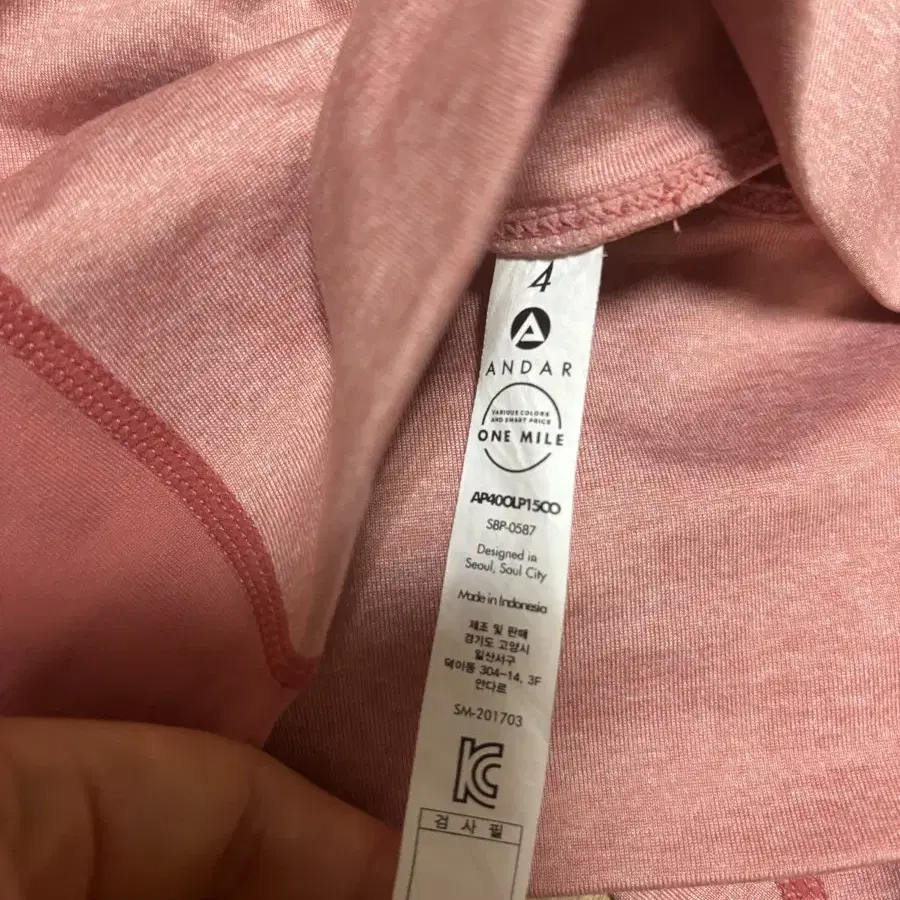 4
ANDAR
VARIOUS COLORS
AND SMART PRICE
ONE MILE
AP40OLP15CO
SBP-0587
Designed in
Seoul, Soul City
Made in Indonesia
제조 및 판매
경기도 고양시
일산서구
덕이동 304-14, 3F
안다르
SM-201703
KC
검사필